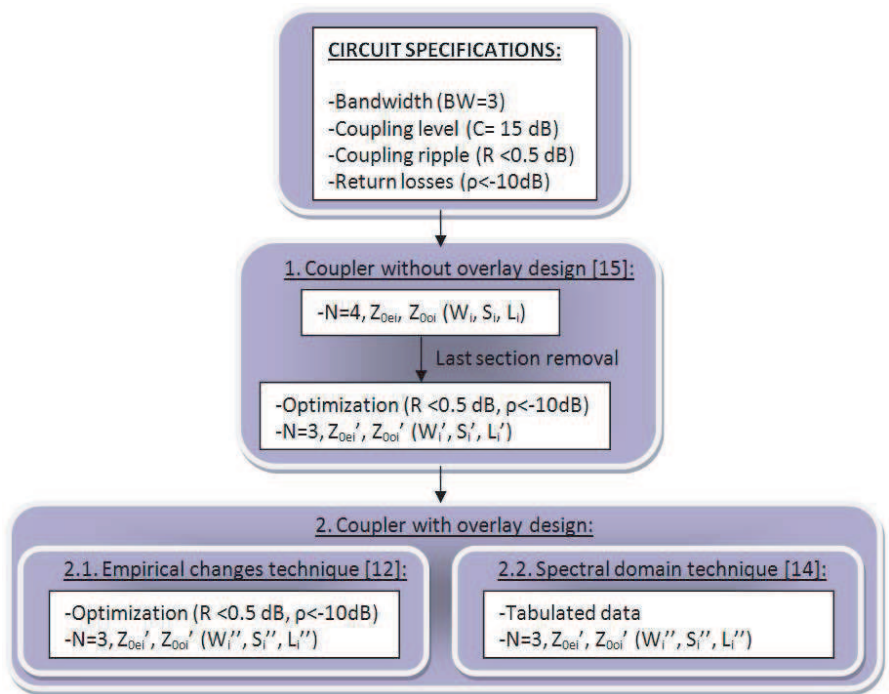 CIRCUIT SPECIFICATIONS:
-Bandwidth (BW=3)
-Coupling level (C= 15 dB)
-Coupling ripple (R <0.5 dB)
-Return losses (ρ<-10dB)
1. Coupler without overlay design [15]:
-N=4, Z₀ₑᵢ, Z₀ₒᵢ (Wᵢ, Sᵢ, Lᵢ)
Last section removal
-Optimization (R <0.5 dB, ρ<-10dB)
-N=3, Z₀ₑᵢ’, Z₀ₒᵢ’ (Wᵢ’, Sᵢ’, Lᵢ’)
2. Coupler with overlay design:
2.1. Empirical changes technique [12]:
-Optimization (R <0.5 dB, ρ<-10dB)
-N=3, Z₀ₑᵢ’, Z₀ₒᵢ’ (Wᵢ’’, Sᵢ’’, Lᵢ’’)
2.2. Spectral domain technique [14]:
-Tabulated data
-N=3, Z₀ₑᵢ’, Z₀ₒᵢ’ (Wᵢ’’, Sᵢ’’, Lᵢ’’)